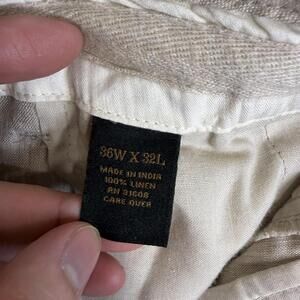 36W X 32L
MADE IN INDIA
100% LINEN
RN 31608
CARE OVER